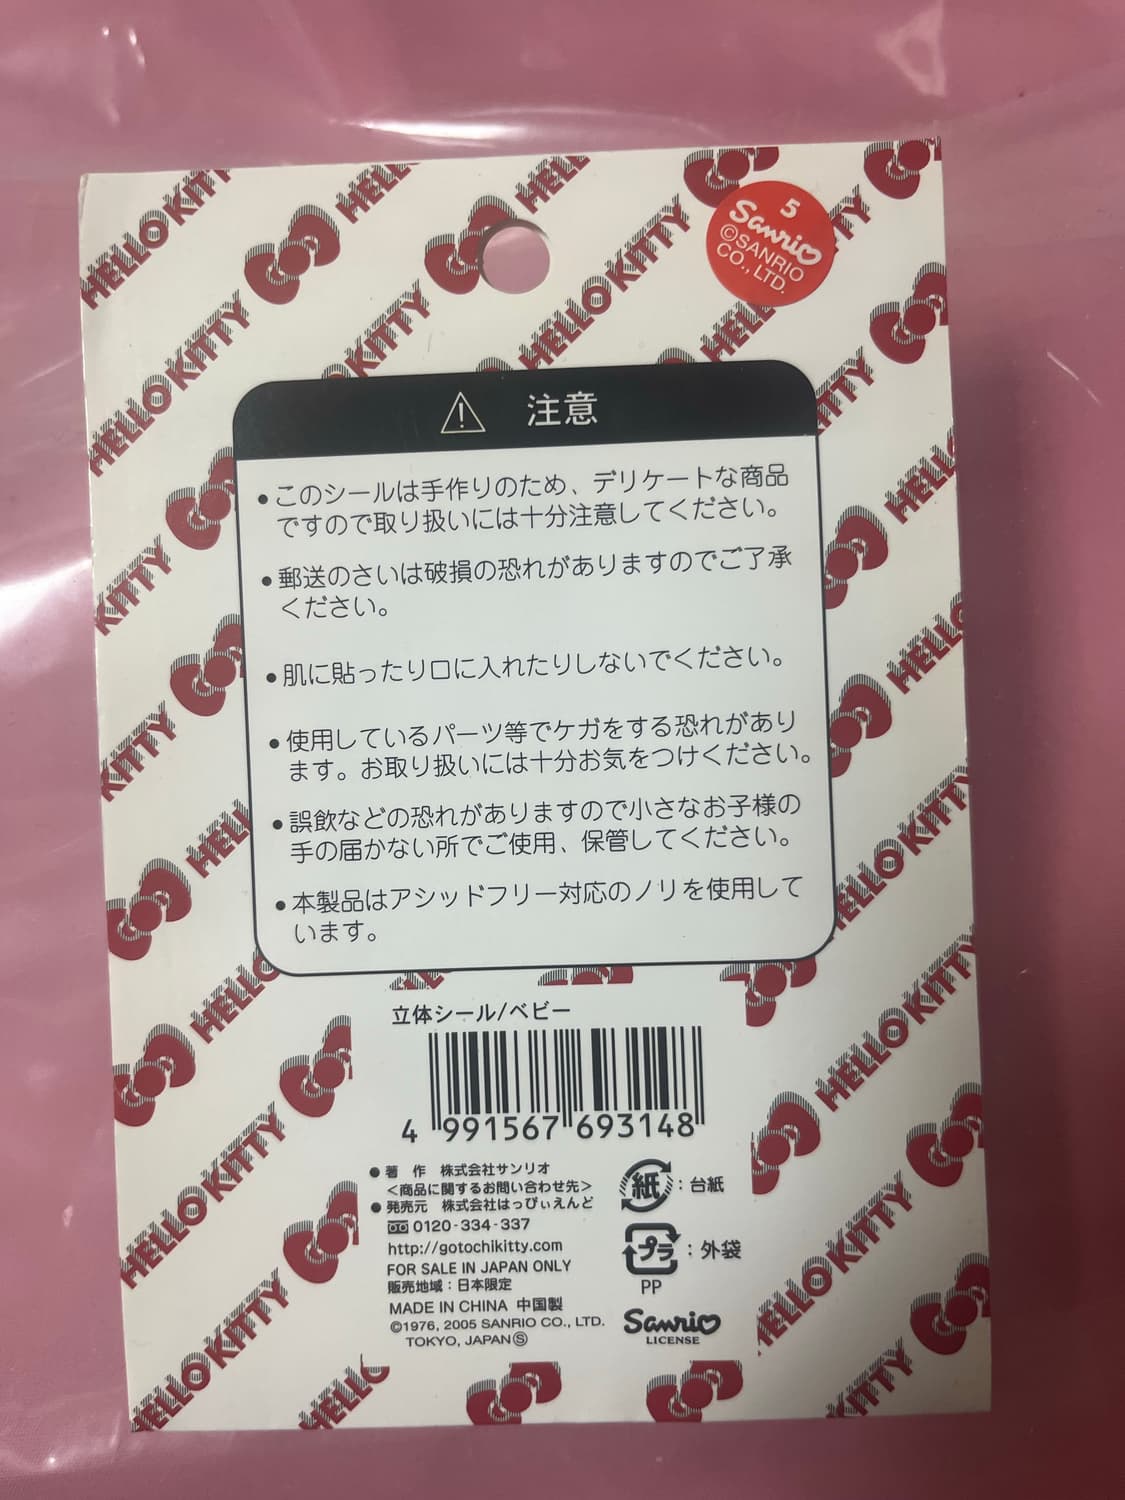 HELLO KITTY
5
Sanrio
©SANRIO
CO., LTD.
注意
●このシールは手作りのため、デリケートな商品
ですので取り扱いには十分注意してください。
●郵送のさいは破損の恐れがありますのでご了承
ください。
●肌に貼ったり口に入れたりしないでください。
●使用しているパーツ等でケガをする恐れがあり
ます。お取り扱いには十分お気をつけください。
●誤飲などの恐れがありますので小さなお子様の
手の届かない所でご使用、保管してください。
●本製品はアシッドフリー対応のノリを使用して
います。
立体シール/ベビー
4 991567 693148
●著 作 株式会社サンリオ
<商品に関するお問い合わせ先>
●発売元 株式会社はっぴぃえんど
0120-334-337
http://gotochikitty.com
FOR SALE IN JAPAN ONLY
販売地域：日本限定
MADE IN CHINA 中国製
©1976, 2005 SANRIO CO., LTD.
TOKYO, JAPAN Ⓢ
紙：台紙
プラ：外袋
PP
Sanrio
LICENSE